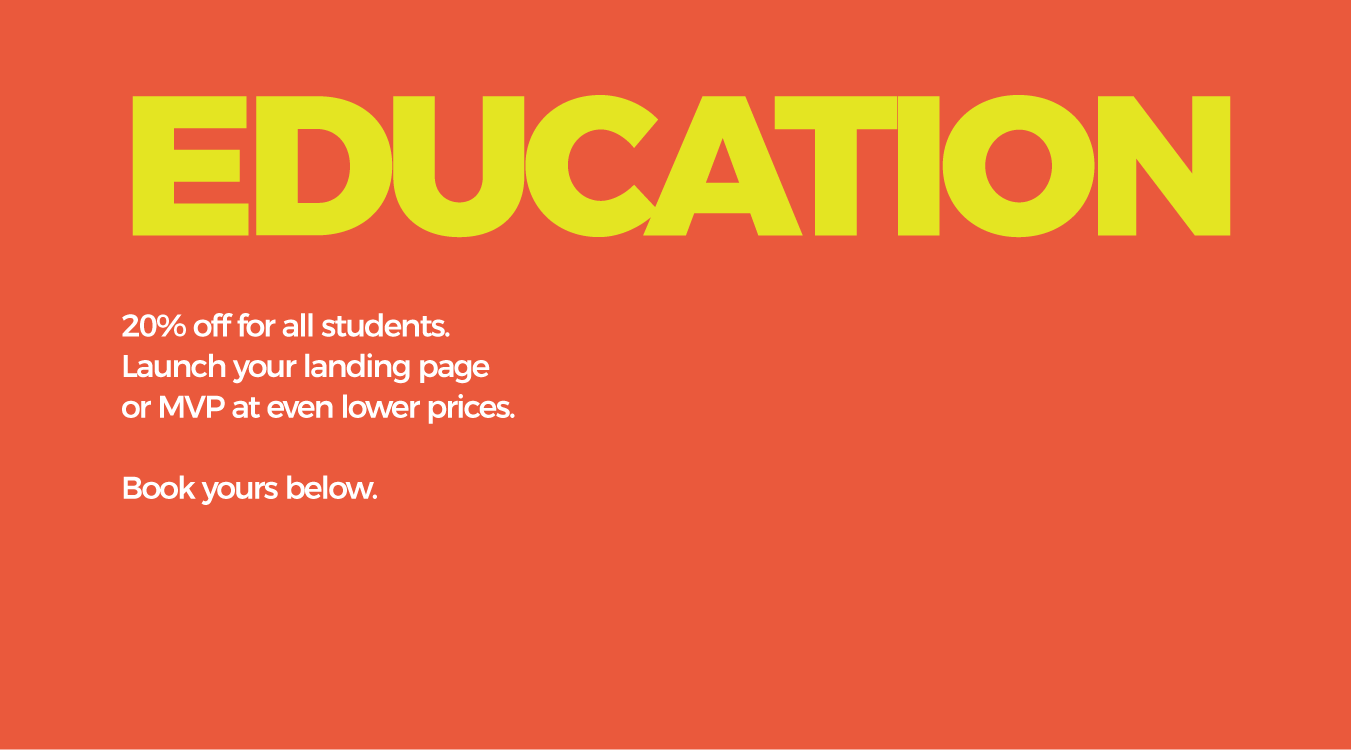 EDUCATION
20% off for all students.
Launch your landing page
or MVP at even lower prices.
Book yours below.